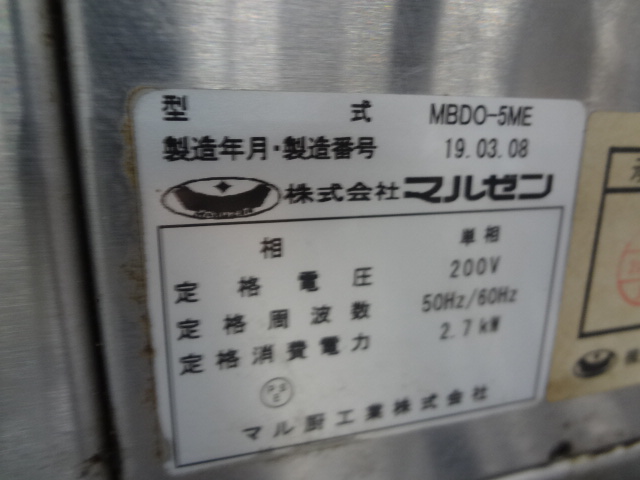 型 式 MBDO-5ME
製造年月・製造番号 19.03.08
株式会社マルゼン
相 単相
定格電圧 200V
定格周波数 50Hz/60Hz
定格消費電力 2.7kW
マル厨工業株式会社